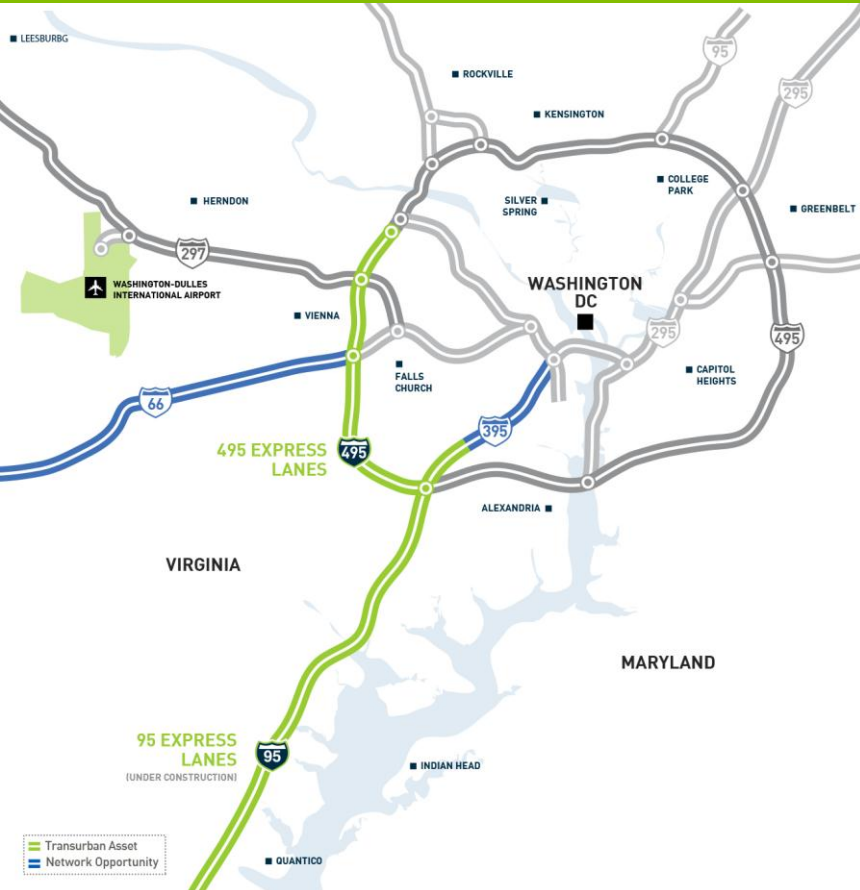 LEESBURBG
95
ROCKVILLE
295
KENSINGTON
COLLEGE
PARK
HERNDON
SILVER
SPRING
GREENBELT
297
WASHINGTON
DC
WASHINGTON-DULLES
INTERNATIONAL AIRPORT
VIENNA
295
495
FALLS
CHURCH
CAPITOL
HEIGHTS
66
395
495 EXPRESS
LANES
495
ALEXANDRIA
VIRGINIA
MARYLAND
95 EXPRESS
LANES
(UNDER CONSTRUCTION)
95
INDIAN HEAD
Transurban Asset
Network Opportunity
QUANTICO